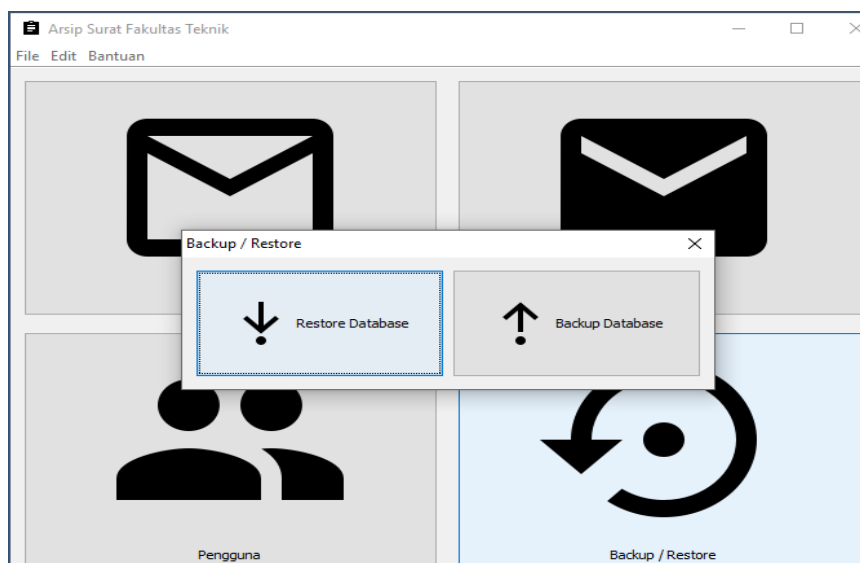 Arsip Surat Fakultas Teknik
File Edit Bantuan
Backup / Restore
Restore Database
Backup Database
Pengguna
Backup / Restore